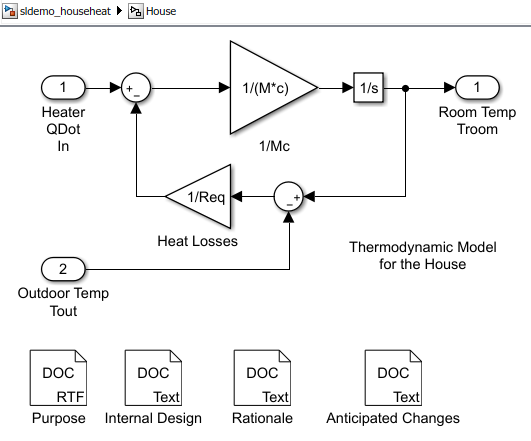 sldemo_househeat House
1
Heater
QDot
In
+
−
1/(M*c)
1/Mc
1/s
1
Room Temp
Troom
1/Req
Heat Losses
−
+
Thermodynamic Model
for the House
2
Outdoor Temp
Tout
DOC
RTF
Purpose
DOC
Text
Internal Design
DOC
Text
Rationale
DOC
Text
Anticipated Changes